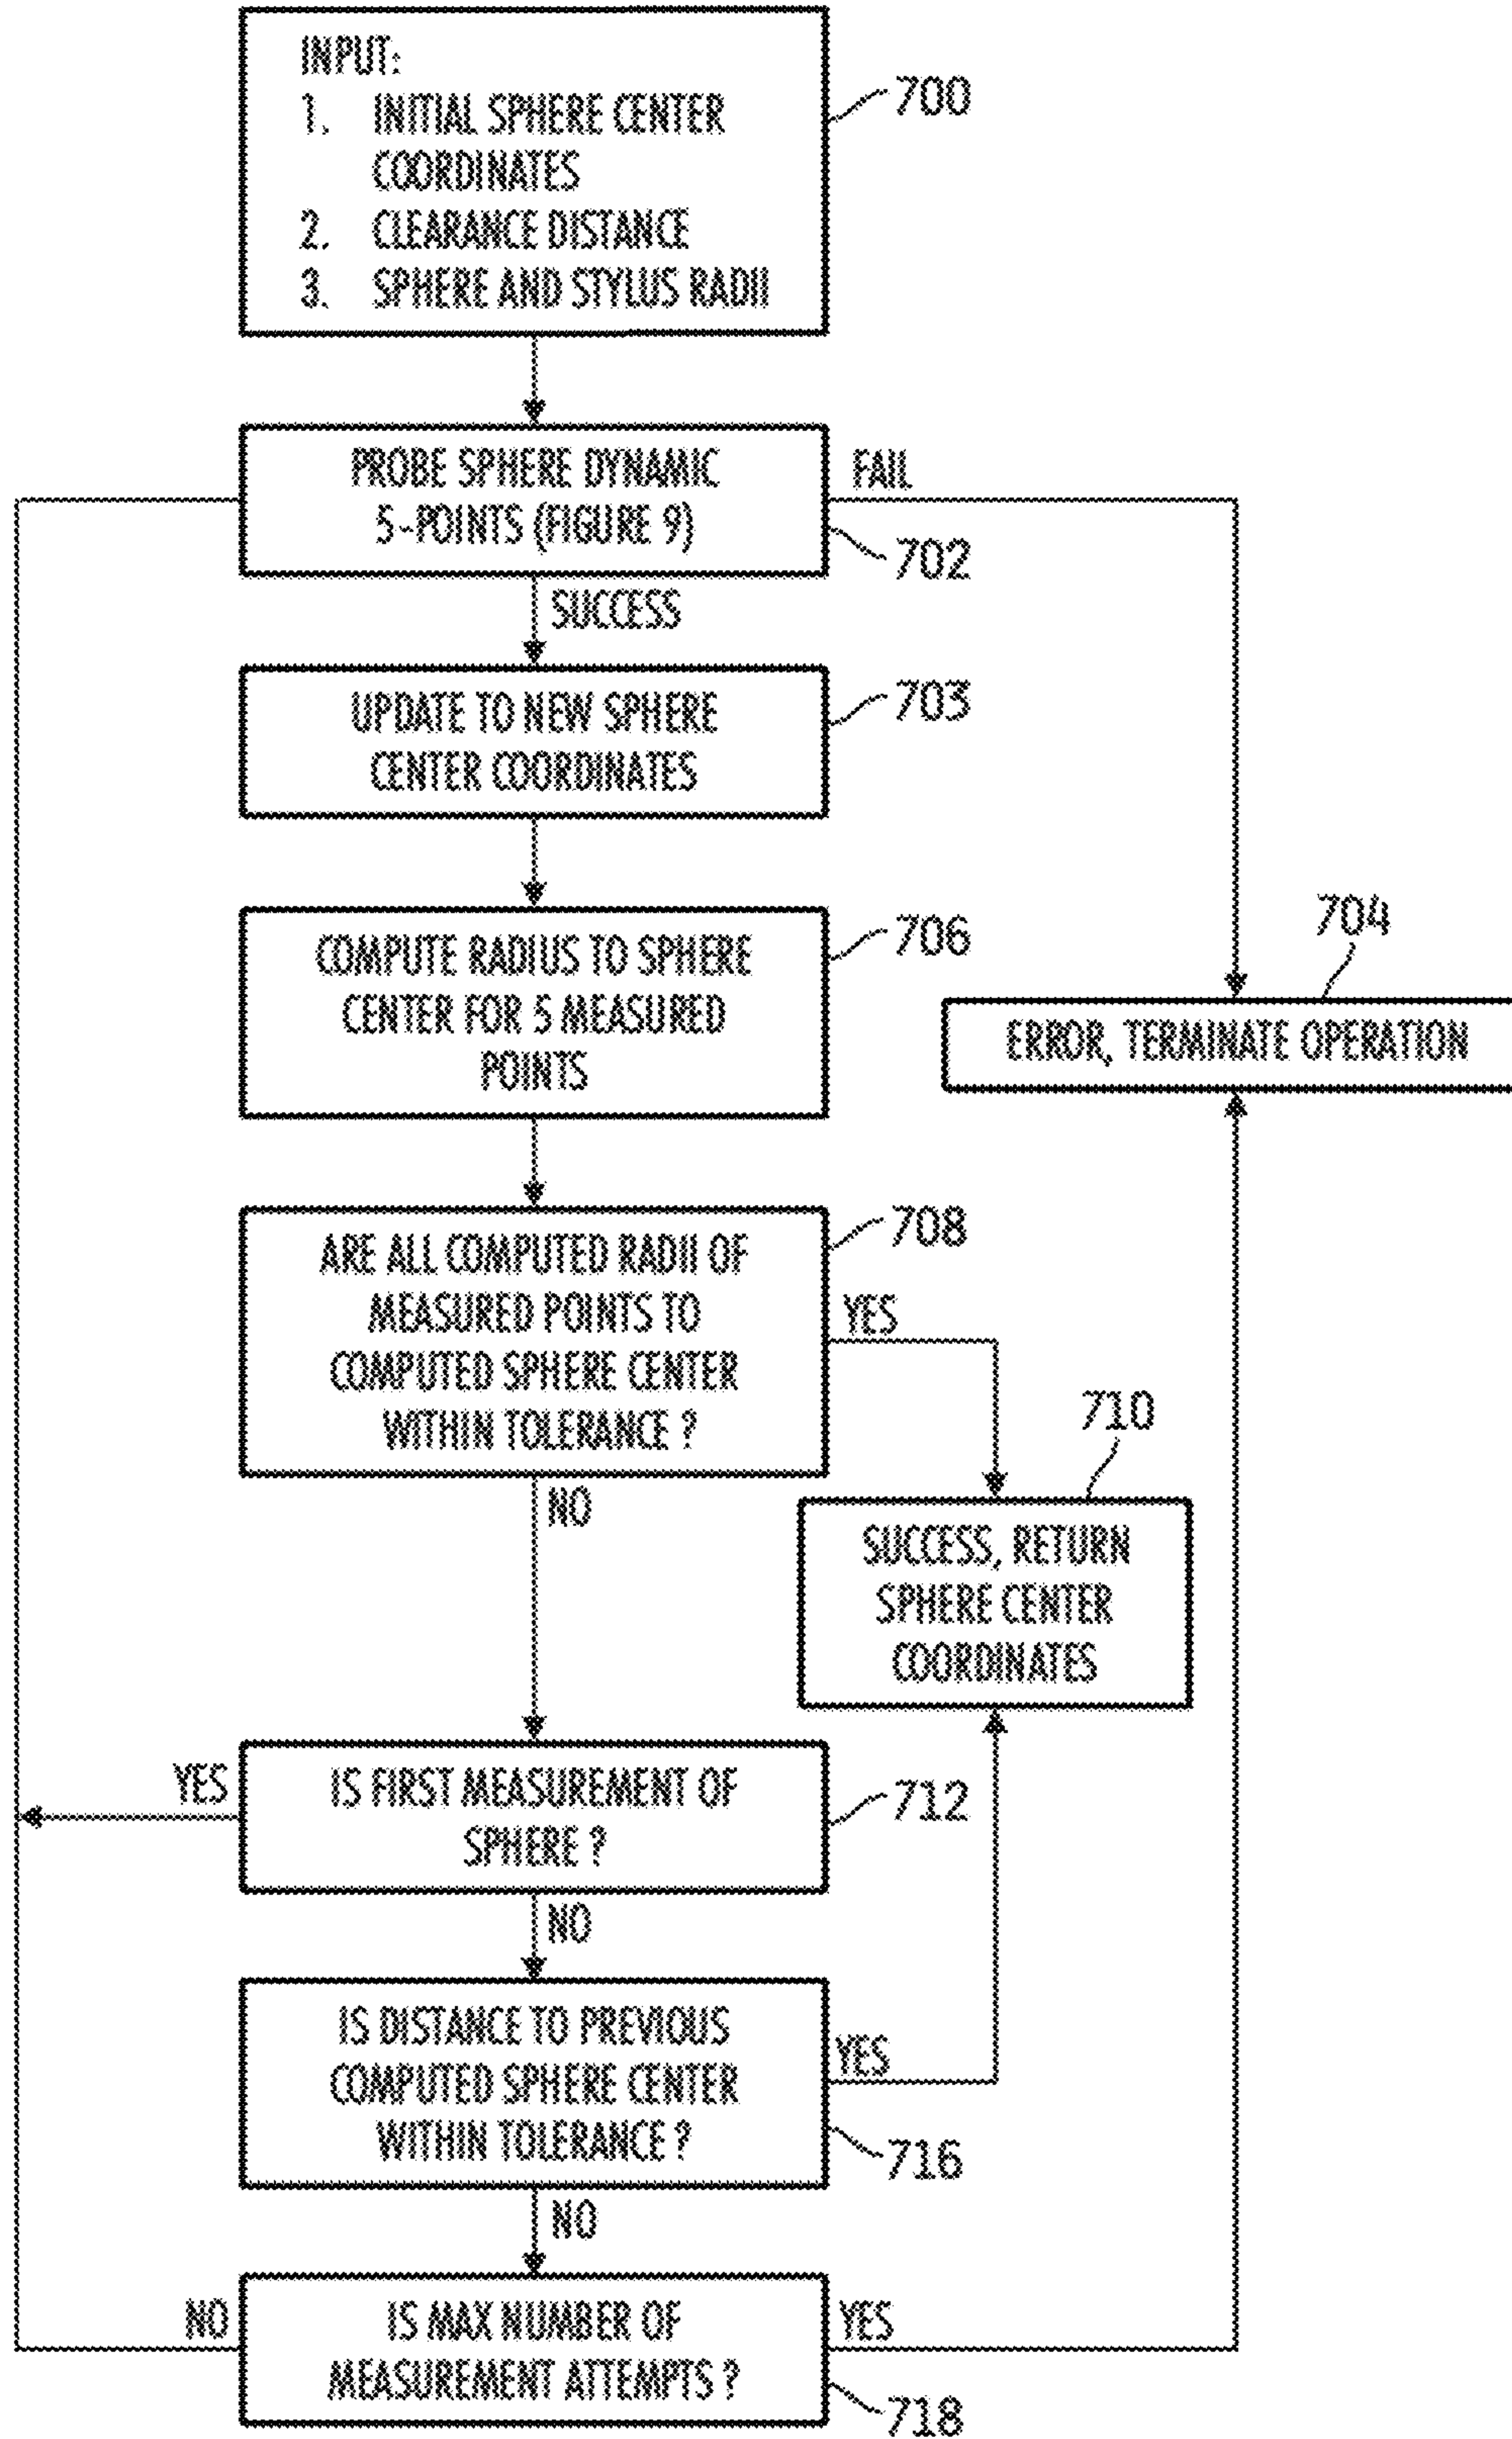 INPUT:
1. INITIAL SPHERE CENTER
COORDINATES
2. CLEARANCE DISTANCE
3. SPHERE AND STYLUS RADII
700
PROBE SPHERE DYNAMIC
5-POINTS (FIGURE 9)
FAIL
702
SUCCESS
UPDATE TO NEW SPHERE
CENTER COORDINATES
703
COMPUTE RADIUS TO SPHERE
CENTER FOR 5 MEASURED
POINTS
706
704
ERROR, TERMINATE OPERATION
ARE ALL COMPUTED RADII OF
MEASURED POINTS TO
COMPUTED SPHERE CENTER
WITHIN TOLERANCE ?
708
YES
NO
710
SUCCESS, RETURN
SPHERE CENTER
COORDINATES
YES
IS FIRST MEASUREMENT OF
SPHERE ?
712
NO
IS DISTANCE TO PREVIOUS
COMPUTED SPHERE CENTER
WITHIN TOLERANCE ?
YES
716
NO
NO
IS MAX NUMBER OF
MEASUREMENT ATTEMPTS ?
YES
718